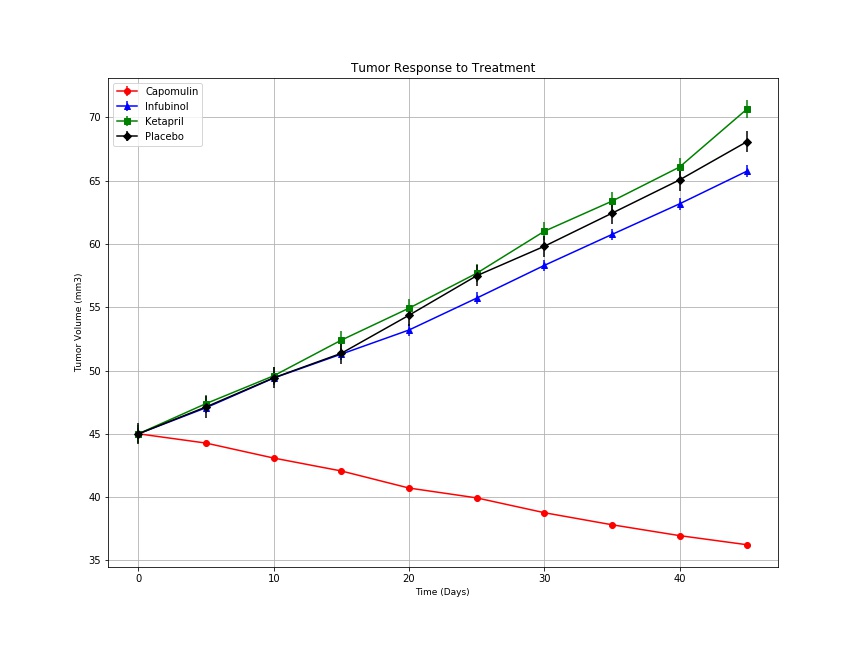 Tumor Response to Treatment
Capomulin
Infubinol
Ketapril
Placebo
70
65
60
55
50
45
40
35
Tumor Volume (mm3)
0 10 20 30 40
Time (Days)